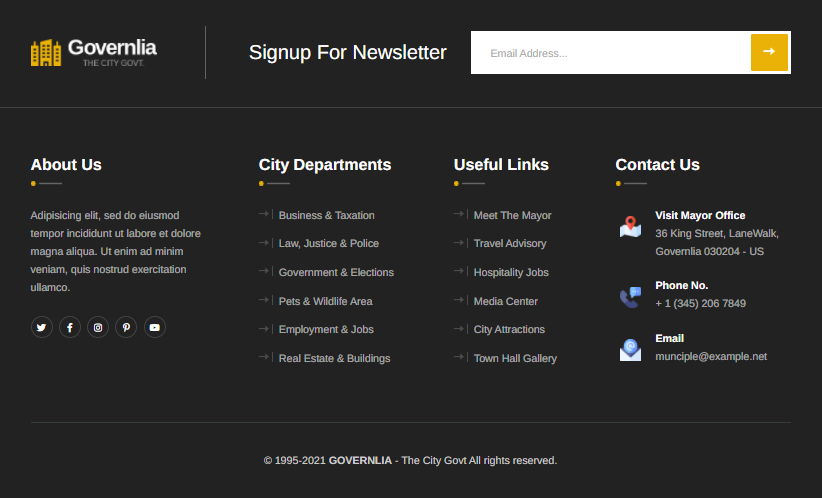 Governlia
THE CITY GOVT.
Signup For Newsletter
Email Address...
About Us
Adipisicing elit, sed do eiusmod
tempor incididunt ut labore et dolore
magna aliqua. Ut enim ad minim
veniam, quis nostrud exercitation
ullamco.
City Departments
Business & Taxation
Law, Justice & Police
Government & Elections
Pets & Wildlife Area
Employment & Jobs
Real Estate & Buildings
Useful Links
Meet The Mayor
Travel Advisory
Hospitality Jobs
Media Center
City Attractions
Town Hall Gallery
Contact Us
Visit Mayor Office
36 King Street, LaneWalk,
Governlia 030204 - US
Phone No.
+ 1 (345) 206 7849
Email
munciple@example.net
© 1995-2021 GOVERNLIA - The City Govt All rights reserved.